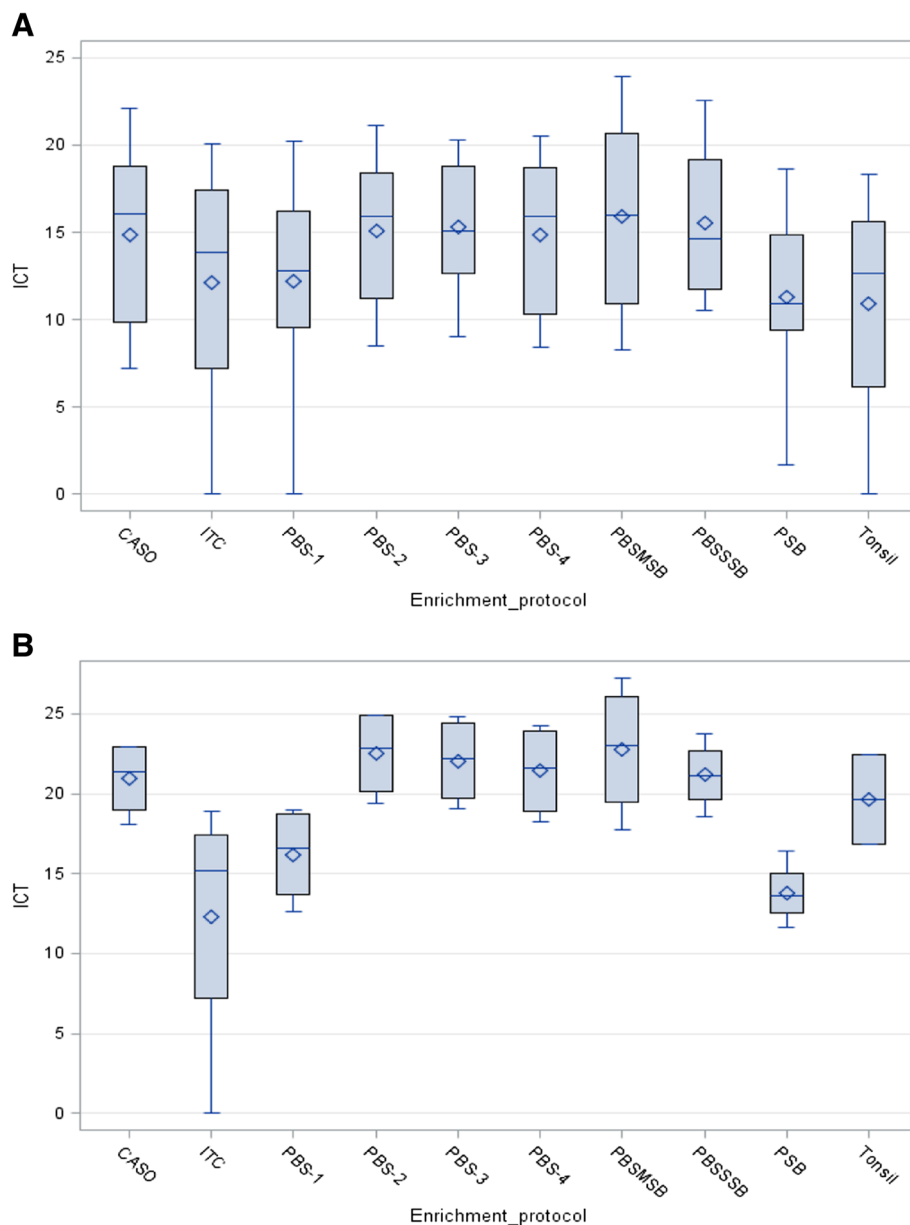 A
25
20
15
10
5
0
ICT
CASO ITC PBS-1 PBS-2 PBS-3 PBS-4 PBSMSB PBSSSB PSB Tonsil
Enrichment_protocol
B
25
20
15
10
5
0
ICT
CASO ITC PBS-1 PBS-2 PBS-3 PBS-4 PBSMSB PBSSSB PSB Tonsil
Enrichment_protocol